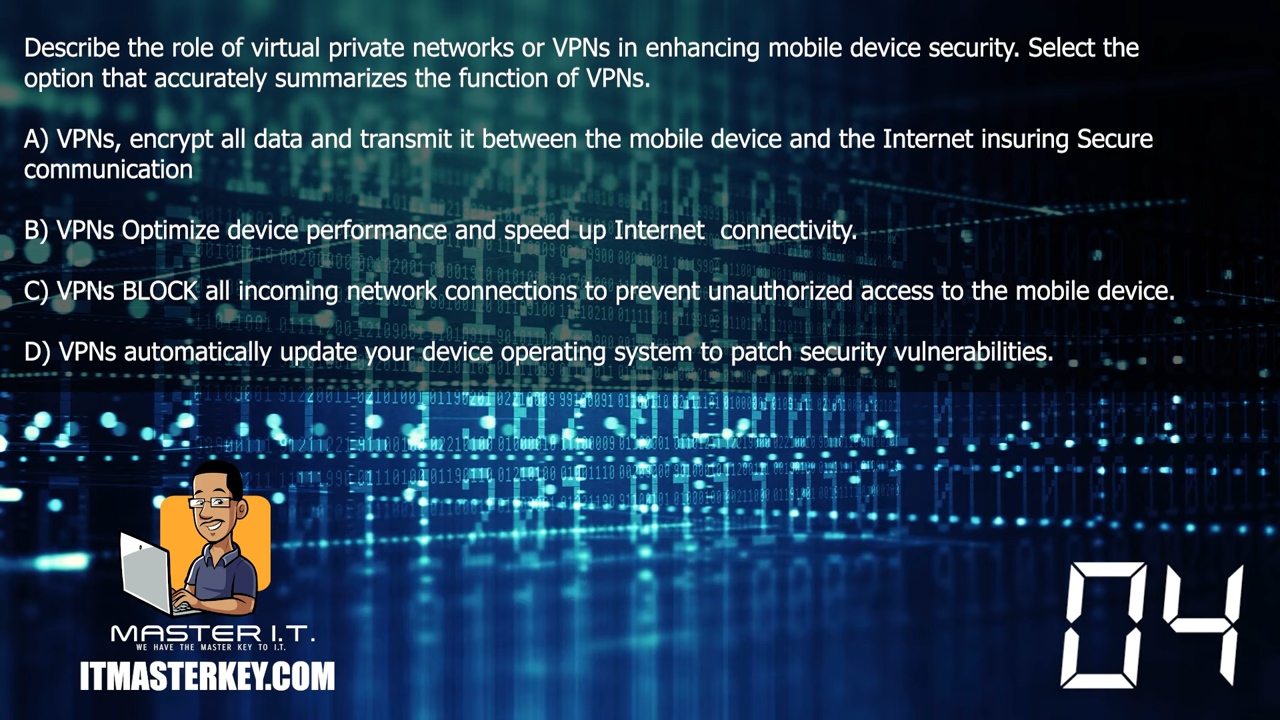 Describe the role of virtual private networks or VPNs in enhancing mobile device security. Select the
option that accurately summarizes the function of VPNs.
A) VPNs, encrypt all data and transmit it between the mobile device and the Internet insuring Secure
communication
B) VPNs Optimize device performance and speed up Internet  connectivity.
C) VPNs BLOCK all incoming network connections to prevent unauthorized access to the mobile device.
D) VPNs automatically update your device operating system to patch security vulnerabilities.
MASTER I.T.
WE HAVE THE MASTER KEY TO I.T.
ITMASTERKEY.COM
04